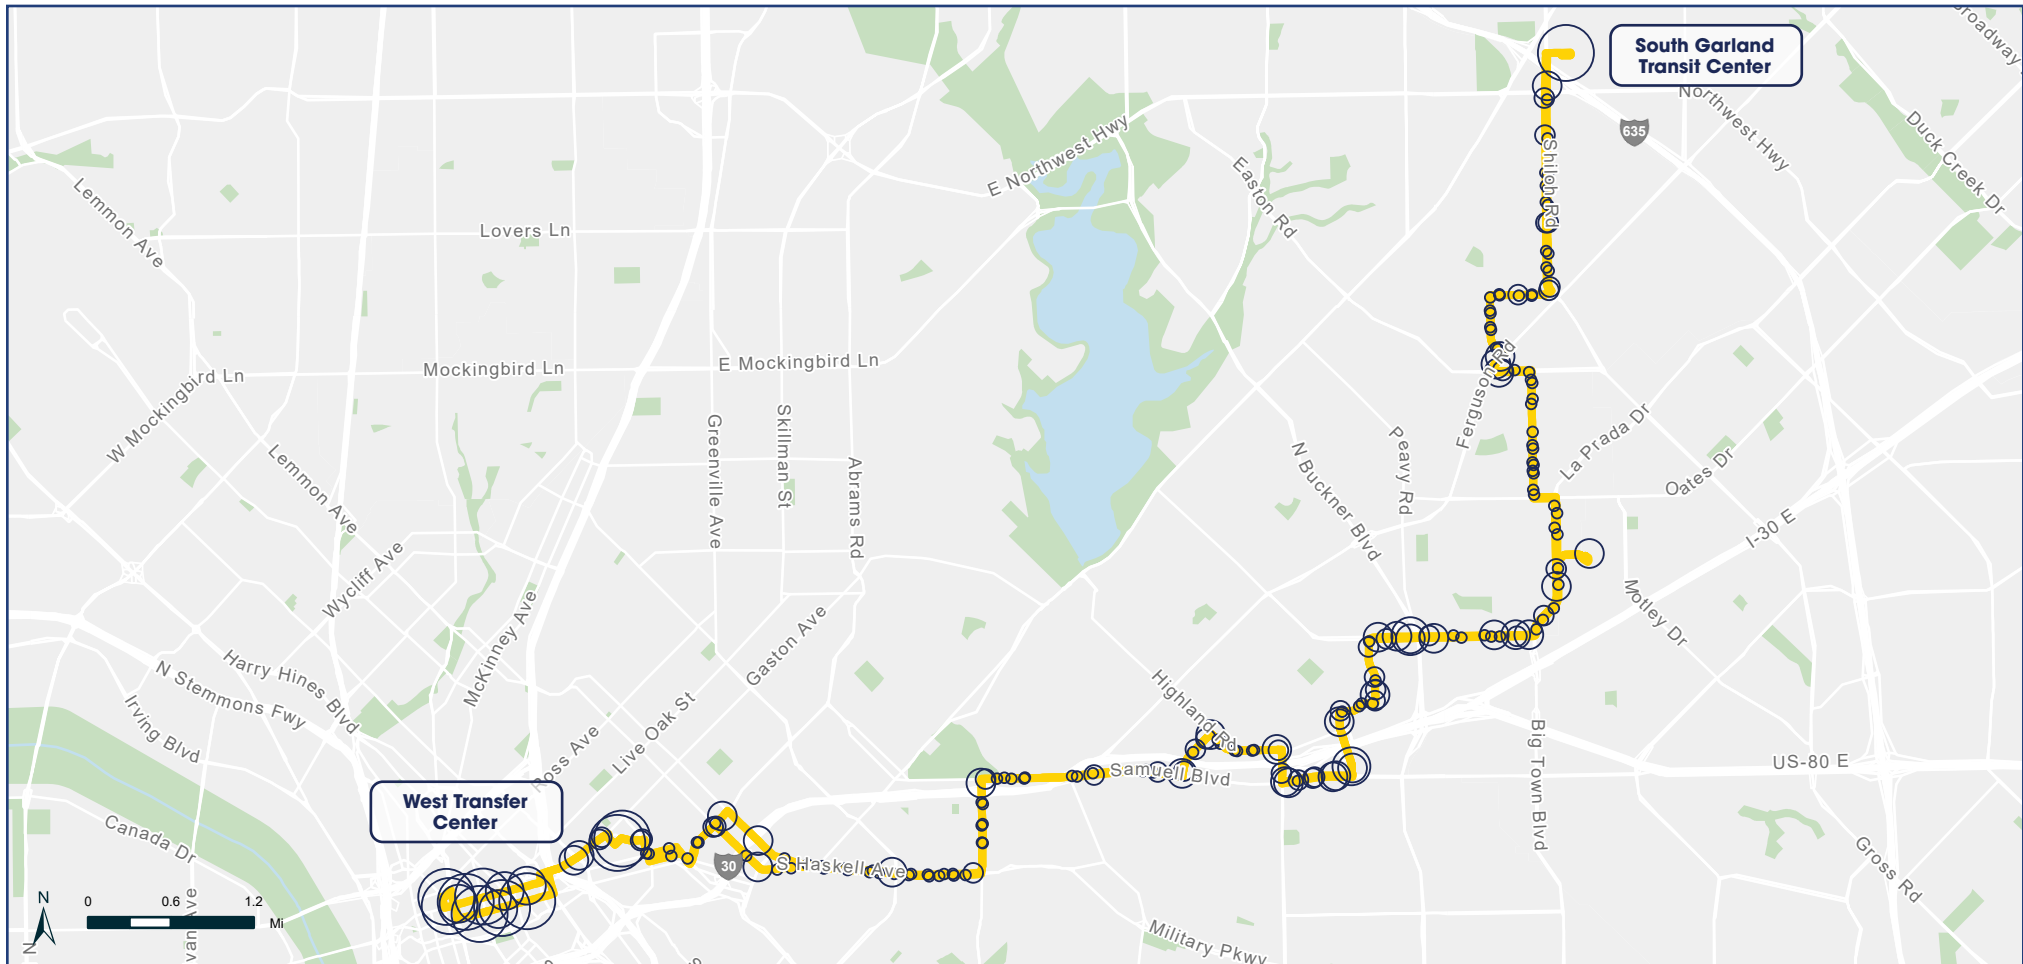 South Garland
Transit Center
635
Northwest Hwy
Duck Creek Dr
E Northwest Hwy
Easton Rd
Shiloh Rd
Lemmon Ave
Lovers Ln
Mockingbird Ln
E Mockingbird Ln
W Mockingbird Ln
Greenville Ave
Skillman St
Abrams Rd
Lemmon Ave
Wycliff Ave
McKinney Ave
N Buckner Blvd
Peavy Rd
Ferguson Rd
La Prada Dr
Oates Dr
I-30 E
Motley Dr
Harry Hines Blvd
N Stemmons Fwy
Irving Blvd
Gaston Ave
Live Oak St
Ross Ave
Highland Rd
Samuell Blvd
Big Town Blvd
US-80 E
West Transfer
Center
Canada Dr
30
S Haskell Ave
Gross Rd
Military Pkwy
N
0 0.6 1.2
Mi
N